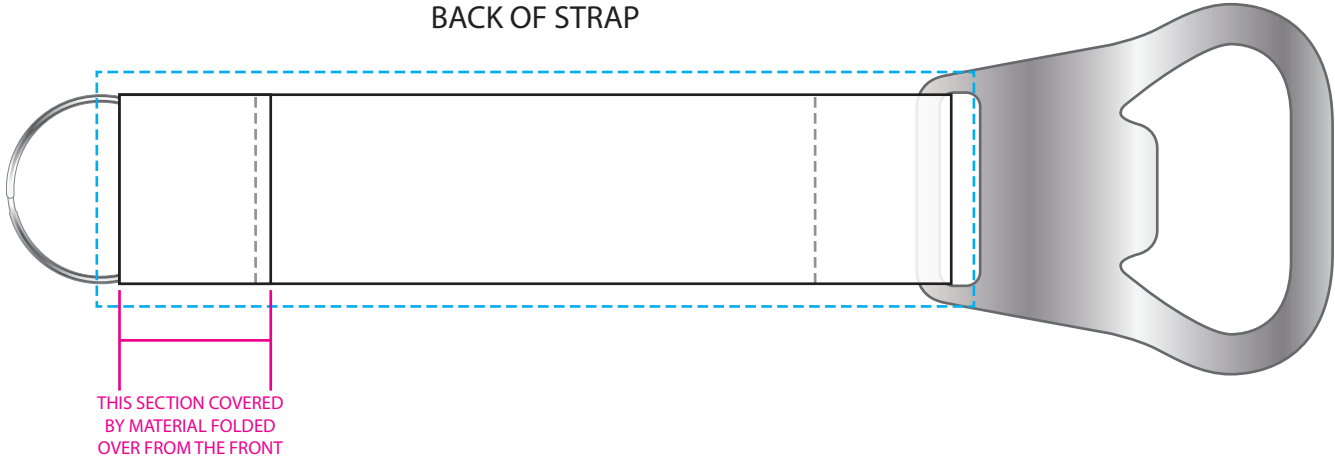 BACK OF STRAP
THIS SECTION COVERED
BY MATERIAL FOLDED
OVER FROM THE FRONT